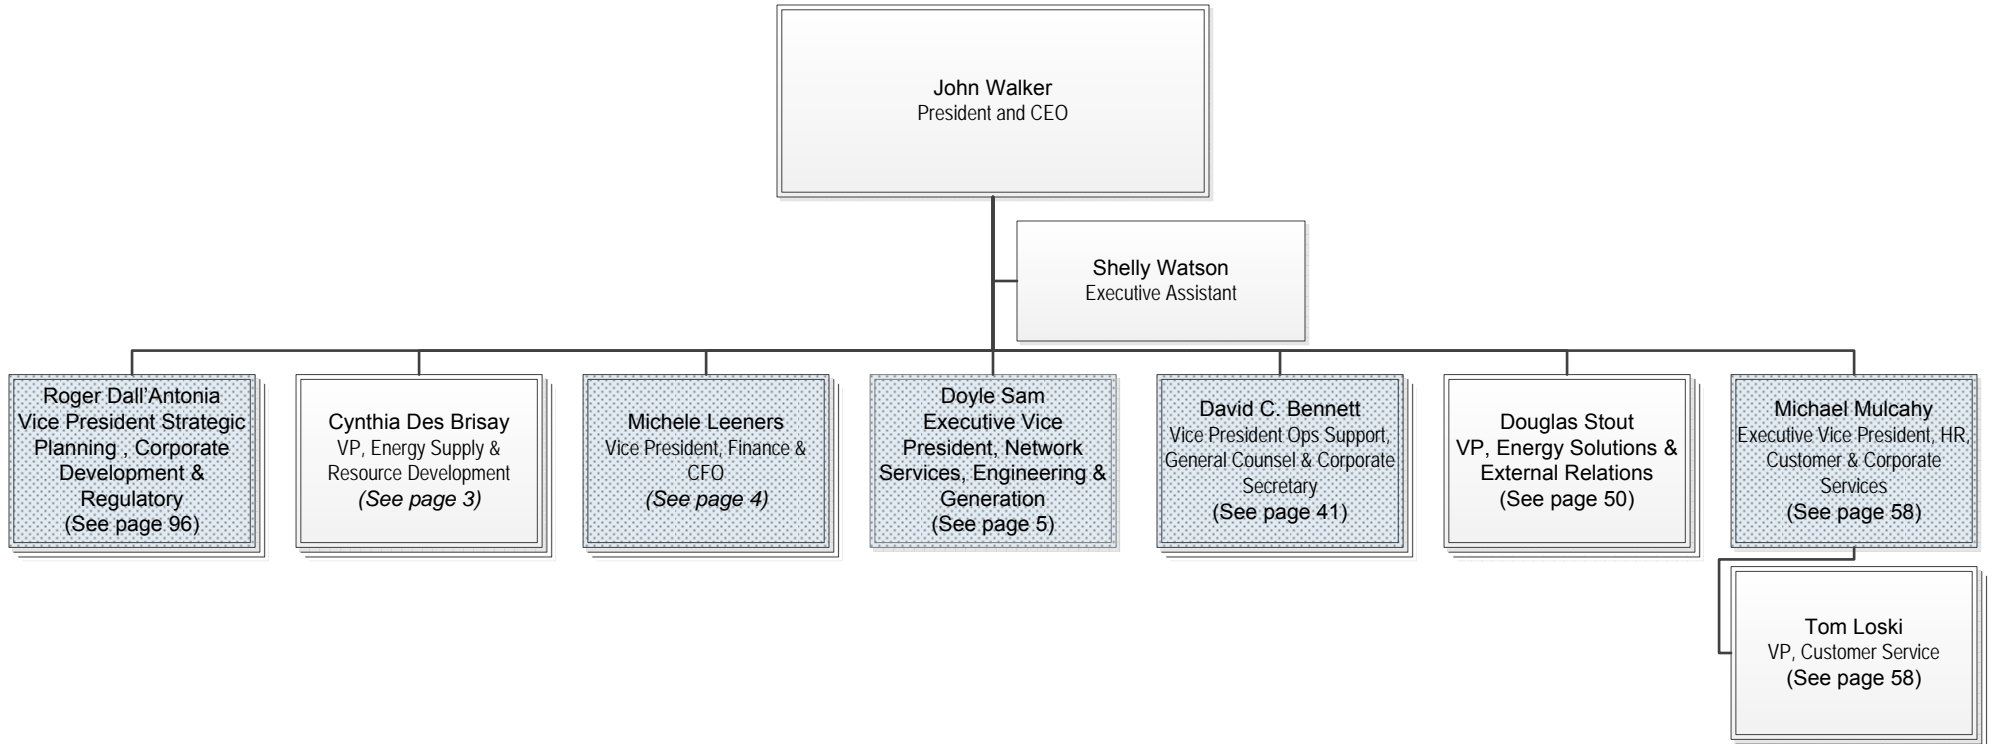 John Walker
President and CEO
Shelly Watson
Executive Assistant
Roger Dall'Antonia
Vice President Strategic
Planning , Corporate
Development &
Regulatory
(See page 96)
Cynthia Des Brisay
VP, Energy Supply &
Resource Development
(See page 3)
Michele Leeners
Vice President, Finance &
CFO
(See page 4)
Doyle Sam
Executive Vice
President, Network
Services, Engineering &
Generation
(See page 5)
David C. Bennett
Vice President Ops Support,
General Counsel & Corporate
Secretary
(See page 41)
Douglas Stout
VP, Energy Solutions &
External Relations
(See page 50)
Michael Mulcahy
Executive Vice President, HR,
Customer & Corporate
Services
(See page 58)
Tom Loski
VP, Customer Service
(See page 58)